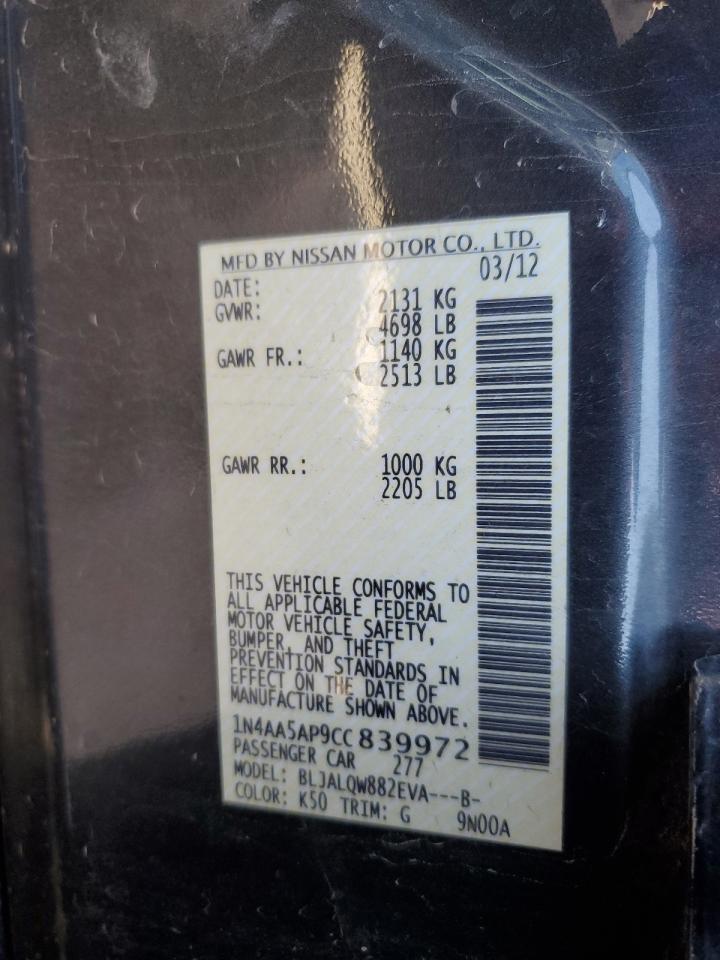 MFD BY NISSAN MOTOR CO., LTD.
DATE: 03/12
GVWR: 2131 KG
4698 LB
GAWR FR.: 1140 KG
2513 LB
GAWR RR.: 1000 KG
2205 LB
THIS VEHICLE CONFORMS TO
ALL APPLICABLE FEDERAL
MOTOR VEHICLE SAFETY,
BUMPER, AND THEFT
PREVENTION STANDARDS IN
EFFECT ON THE DATE OF
MANUFACTURE SHOWN ABOVE.
1N4AA5AP9CC839972
PASSENGER CAR 277
MODEL: BLJALQW882EVA---B-
COLOR: K50 TRIM: G 9N00A